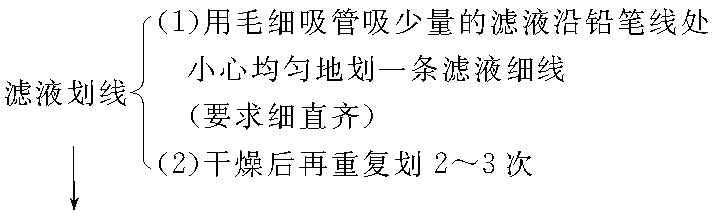 (1)用毛细吸管吸少量的滤液沿铅笔线处
小心均匀地划一条滤液细线
滤液划线
(要求细直齐)
(2)干燥后再重复划 2～3 次